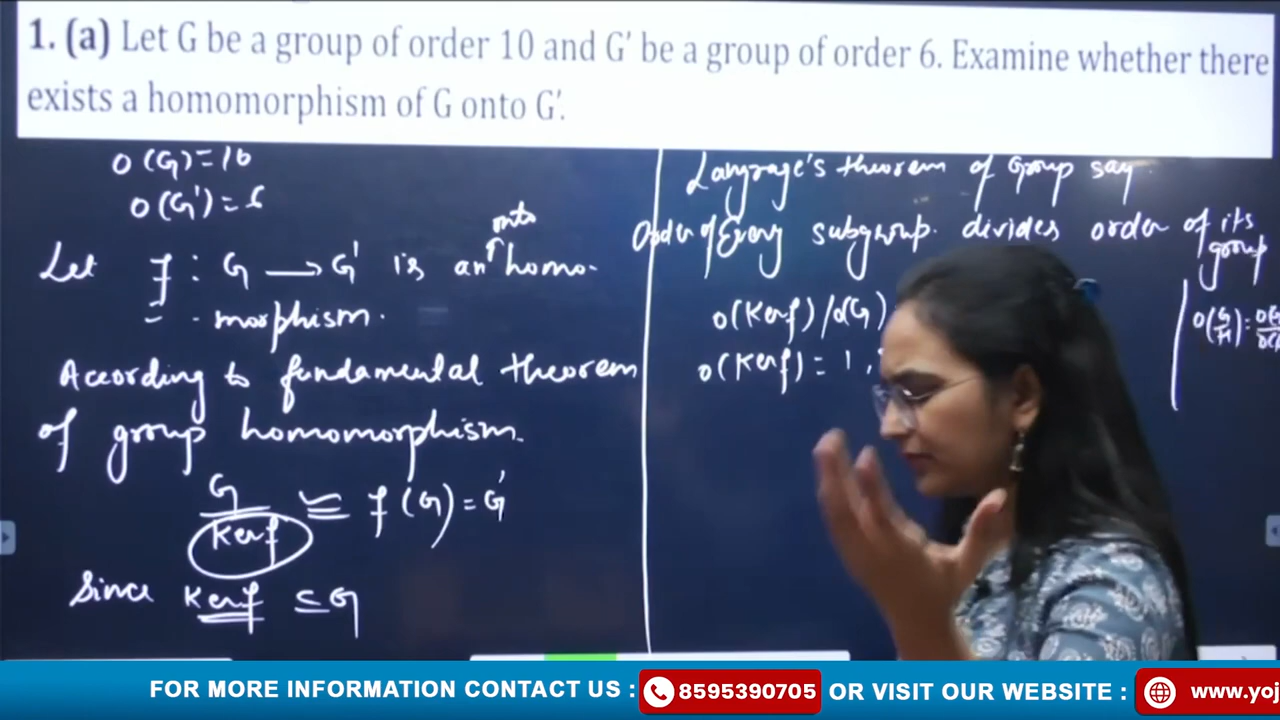 1. (a) Let G be a group of order 10 and G′ be a group of order 6. Examine whether there
exists a homomorphism of G onto G′.
O(G)=10
O(G')=6
Let f : G → G' is an onto homo-
- morphism.
According to fundamental theorem
of group homomorphism.
G/Kerf ≅ f(G)=G'
Since Kerf ⊆ G
Langrage's theorem of Group say.
Order of Every subgroup divides order of its
group
O(Kerf)/O(G)
O(Kerf)= 1,
FOR MORE INFORMATION CONTACT US : 8595390705 OR VISIT OUR WEBSITE : www.yoj